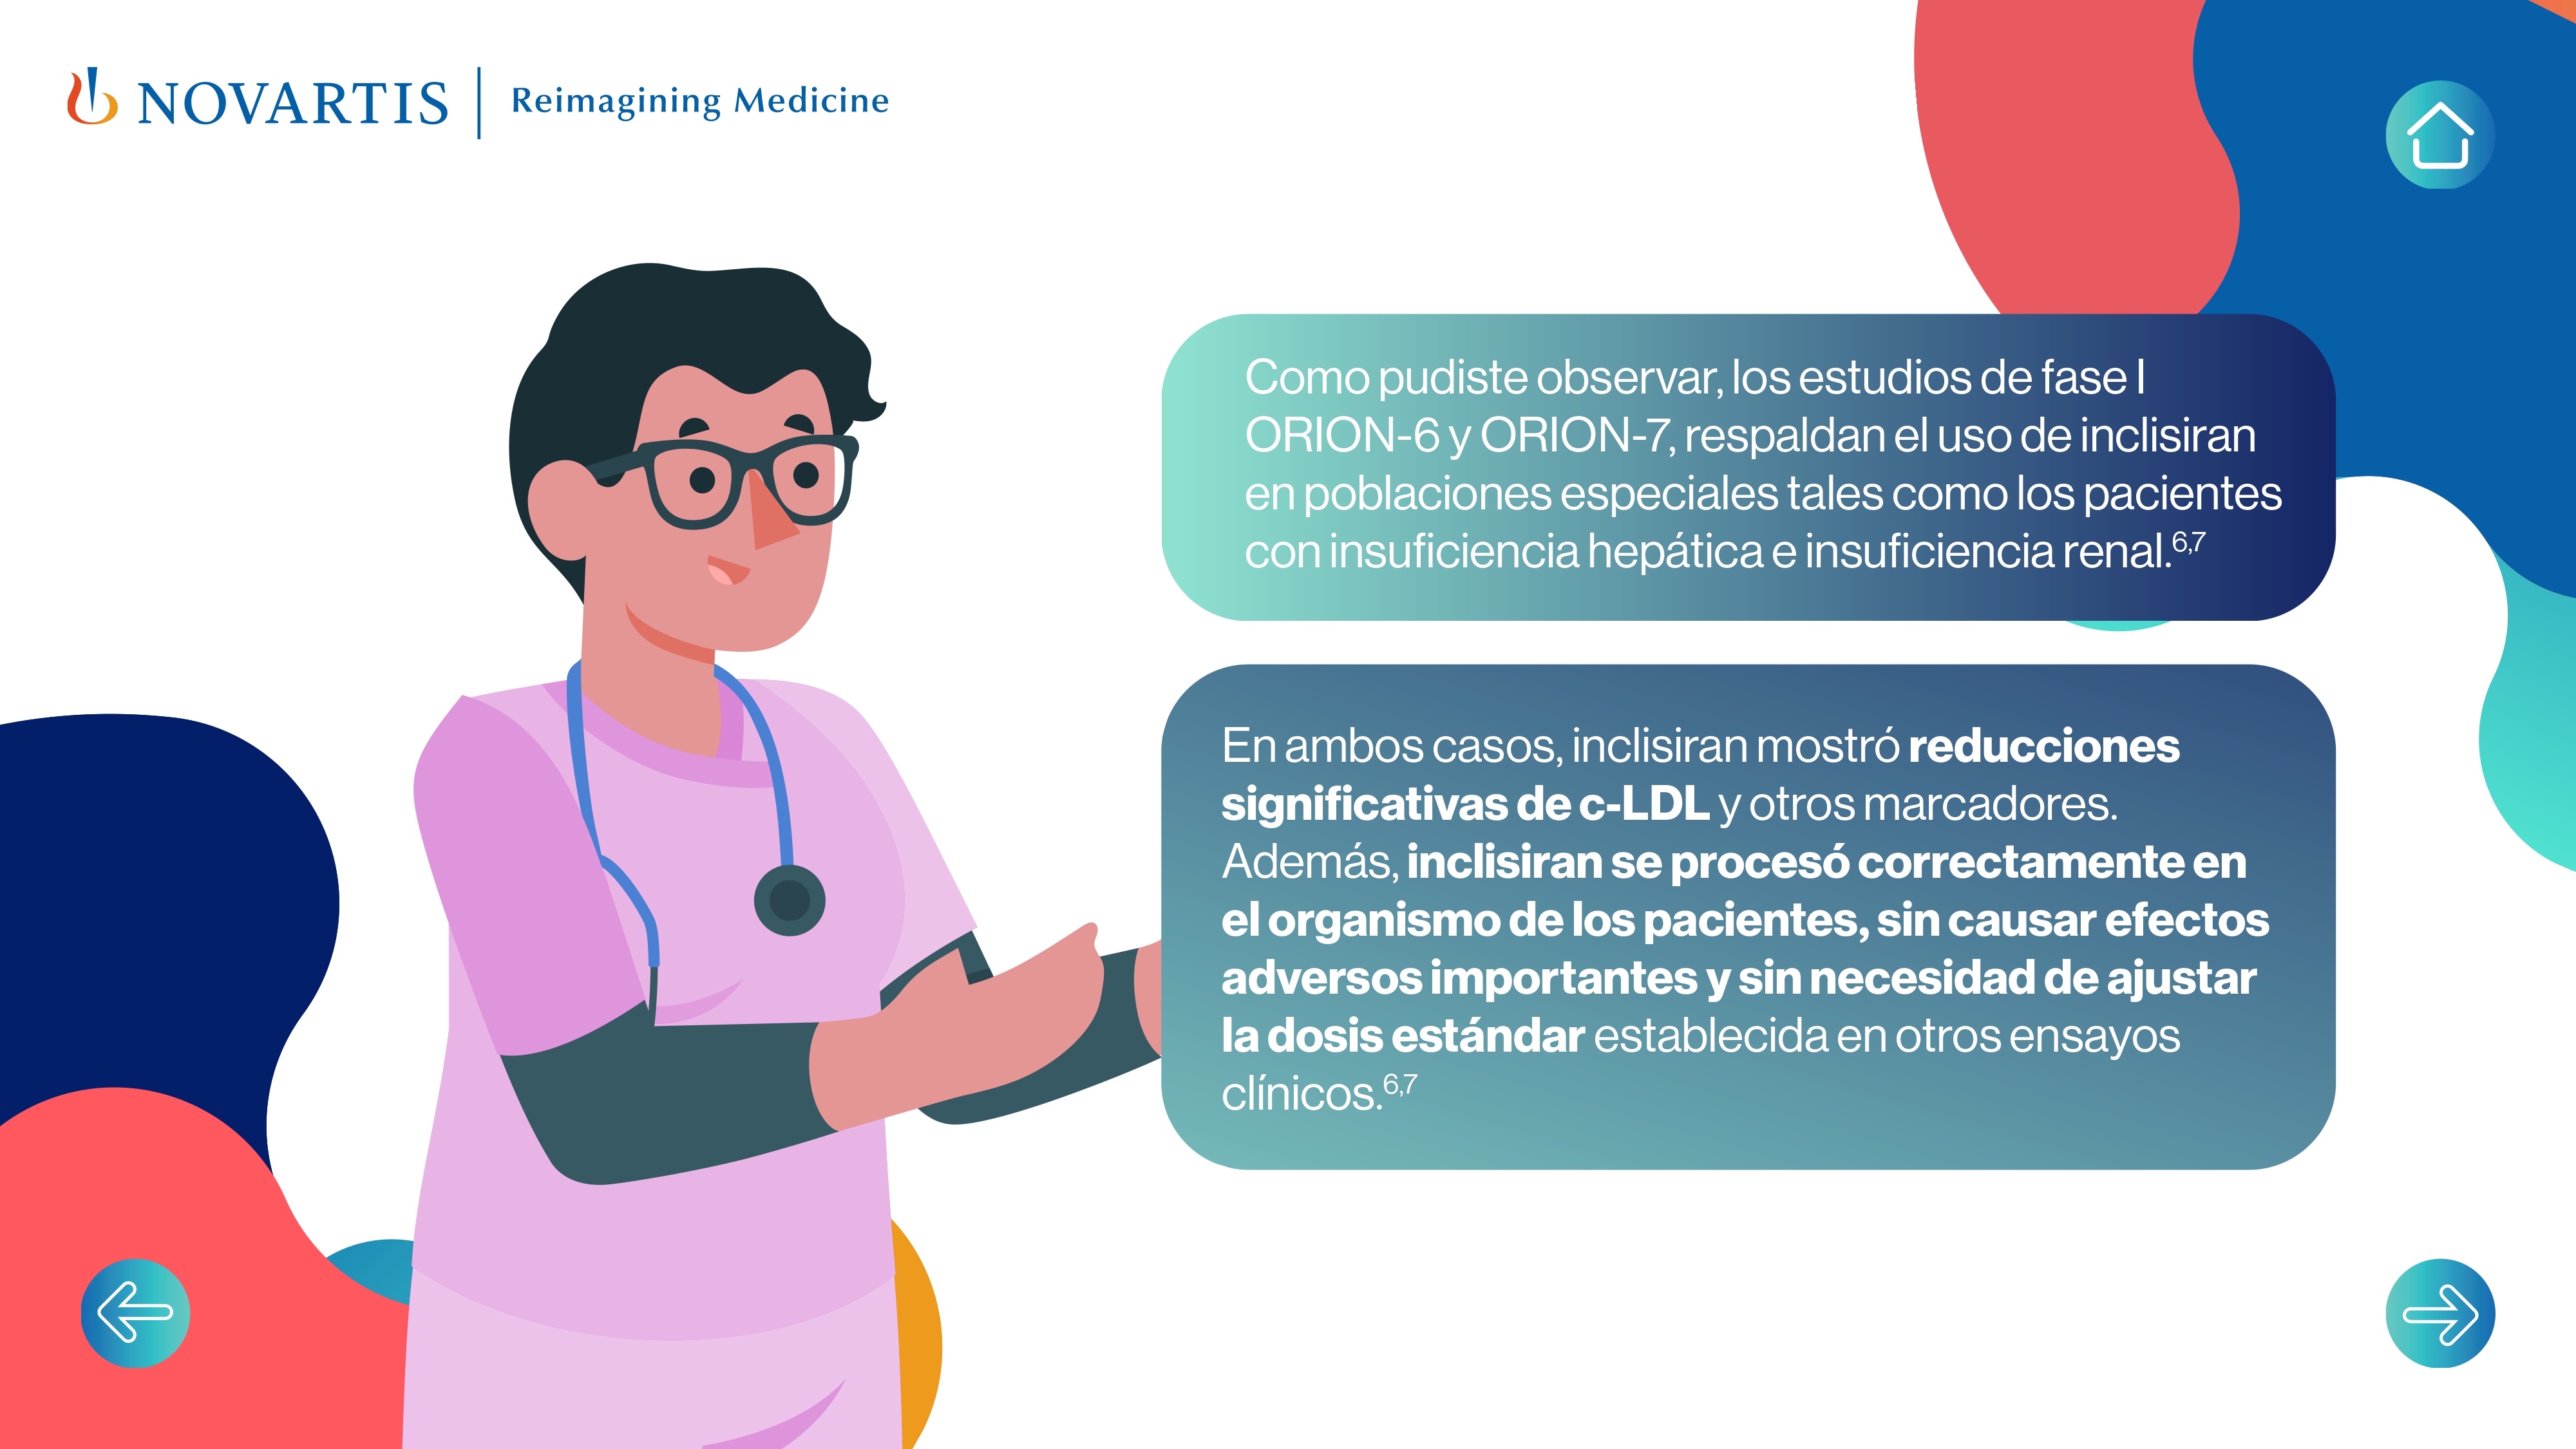 NOVARTIS | Reimagining Medicine
Como pudiste observar, los estudios de fase I
ORION-6 y ORION-7, respaldan el uso de inclisiran
en poblaciones especiales tales como los pacientes
con insuficiencia hepática e insuficiencia renal.6,7
En ambos casos, inclisiran mostró reducciones
significativas de c-LDL y otros marcadores.
Además, inclisiran se procesó correctamente en
el organismo de los pacientes, sin causar efectos
adversos importantes y sin necesidad de ajustar
la dosis estándar establecida en otros ensayos
clínicos.6,7